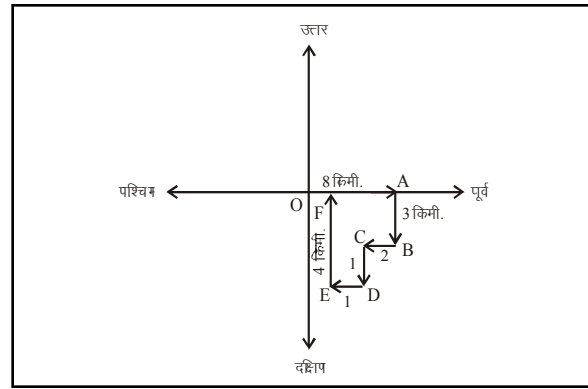 उत्तर
8 किमी. A
पश्चिम पूर्व
O F 3 किमी.
C
4 किमी. 1 2 B
E 1 D
दक्षिण